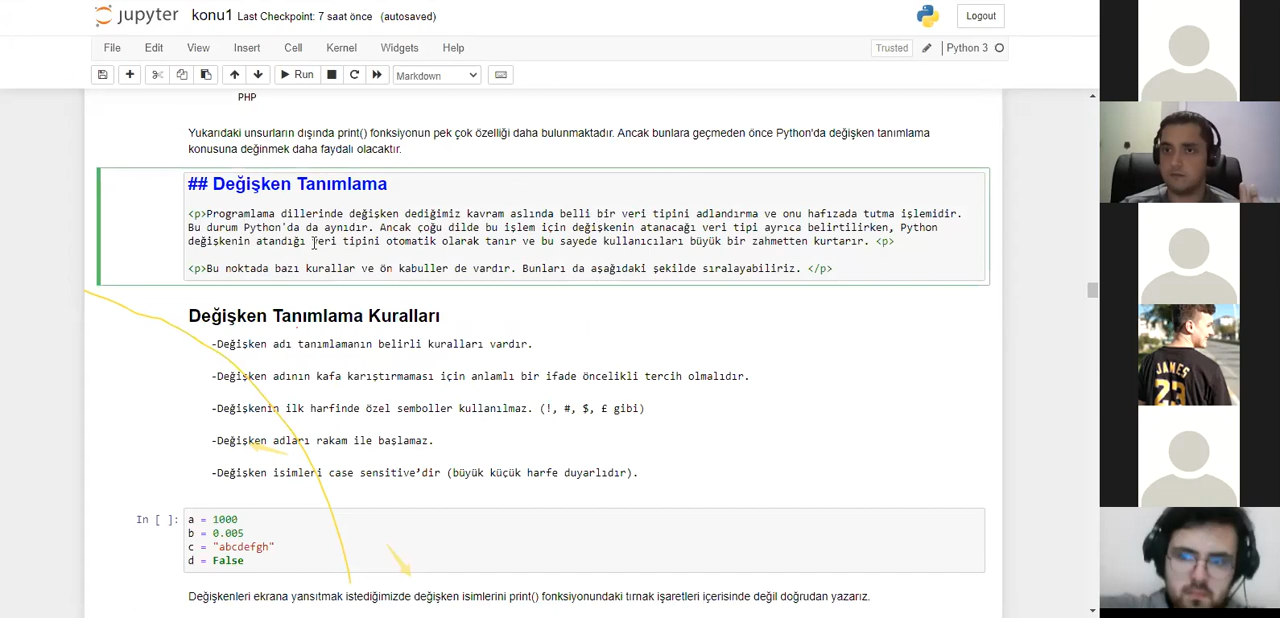 jupyter konu1 Last Checkpoint: 7 saat önce (autosaved) Logout
File Edit View Insert Cell Kernel Widgets Help Trusted Python 3
Run Markdown
PHP
Yukarıdaki unsurların dışında print() fonksiyonun pek çok özelliği daha bulunmaktadır. Ancak bunlara geçmeden önce Python'da değişken tanımlama
konusuna değinmek daha faydalı olacaktır.
## Değişken Tanımlama
<p>Programlama dillerinde değişken dediğimiz kavram aslında belli bir veri tipini adlandırma ve onu hafızada tutma işlemidir.
Bu durum Python'da da aynıdır. Ancak çoğu dilde bu işlem için değişkenin atanacağı veri tipi ayrıca belirtilirken, Python
değişkenin atandığı veri tipini otomatik olarak tanır ve bu sayede kullanıcıları büyük bir zahmetten kurtarır. <p>
<p>Bu noktada bazı kurallar ve ön kabuller de vardır. Bunları da aşağıdaki şekilde sıralayabiliriz. </p>
Değişken Tanımlama Kuralları
-Değişken adı tanımlamanın belirli kuralları vardır.
-Değişken adının kafa karıştırmaması için anlamlı bir ifade öncelikli tercih olmalıdır.
-Değişkenin ilk harfinde özel semboller kullanılmaz. (!, #, $, £ gibi)
-Değişken adları rakam ile başlamaz.
-Değişken isimleri case sensitive’dir (büyük küçük harfe duyarlıdır).
In [ ]: a = 1000
b = 0.005
c = "abcdefgh"
d = False
Değişkenleri ekrana yansıtmak istediğimizde değişken isimlerini print() fonksiyonundaki tırnak işaretleri içerisinde değil doğrudan yazarız.
JAMES
23